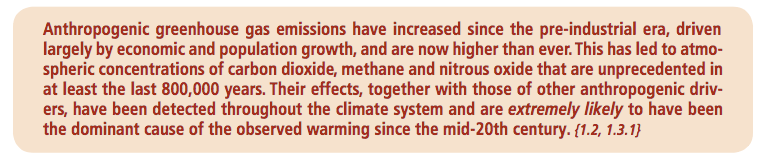 Anthropogenic greenhouse gas emissions have increased since the pre-industrial era, driven
largely by economic and population growth, and are now higher than ever. This has led to atmo-
spheric concentrations of carbon dioxide, methane and nitrous oxide that are unprecedented in
at least the last 800,000 years. Their effects, together with those of other anthropogenic driv-
ers, have been detected throughout the climate system and are extremely likely to have been
the dominant cause of the observed warming since the mid-20th century. {1.2, 1.3.1}